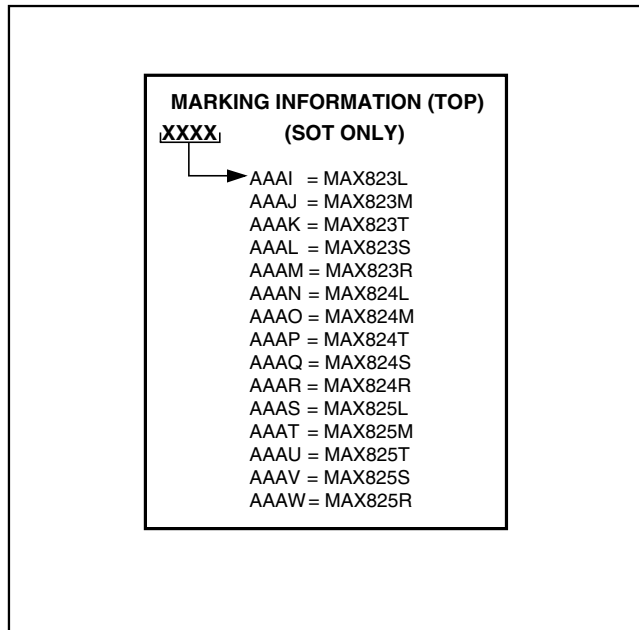 MARKING INFORMATION (TOP)
XXXX (SOT ONLY)
AAAI = MAX823L
AAAJ = MAX823M
AAAK = MAX823T
AAAL = MAX823S
AAAM = MAX823R
AAAN = MAX824L
AAAO = MAX824M
AAAP = MAX824T
AAAQ = MAX824S
AAAR = MAX824R
AAAS = MAX825L
AAAT = MAX825M
AAAU = MAX825T
AAAV = MAX825S
AAAW = MAX825R